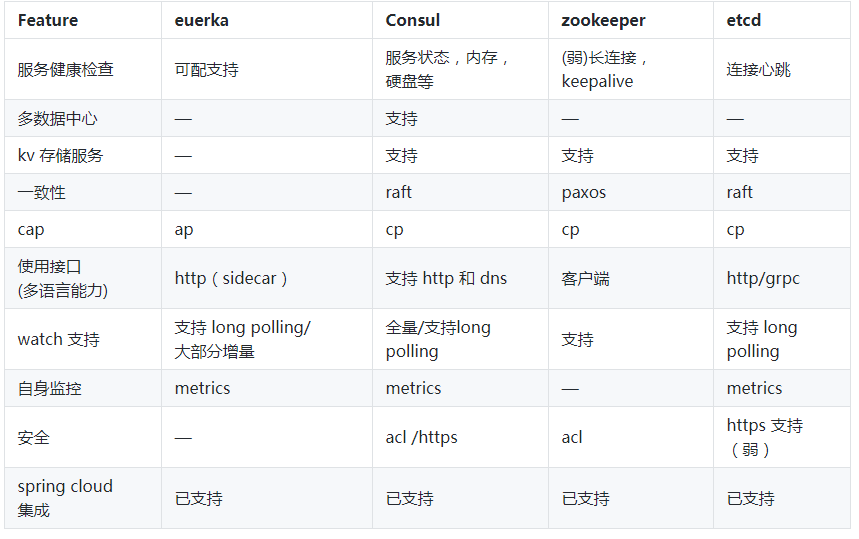 Feature euerka Consul zookeeper etcd
服务健康检查 可配支持 服务状态，内存，硬盘等 (弱)长连接，keepalive 连接心跳
多数据中心 — 支持 — —
kv 存储服务 — 支持 支持 支持
一致性 — raft paxos raft
cap ap cp cp cp
使用接口(多语言能力) http（sidecar） 支持 http 和 dns 客户端 http/grpc
watch 支持 支持 long polling/大部分增量 全量/支持long polling 支持 支持 long polling
自身监控 metrics metrics — metrics
安全 — acl /https acl https 支持（弱）
spring cloud 集成 已支持 已支持 已支持 已支持